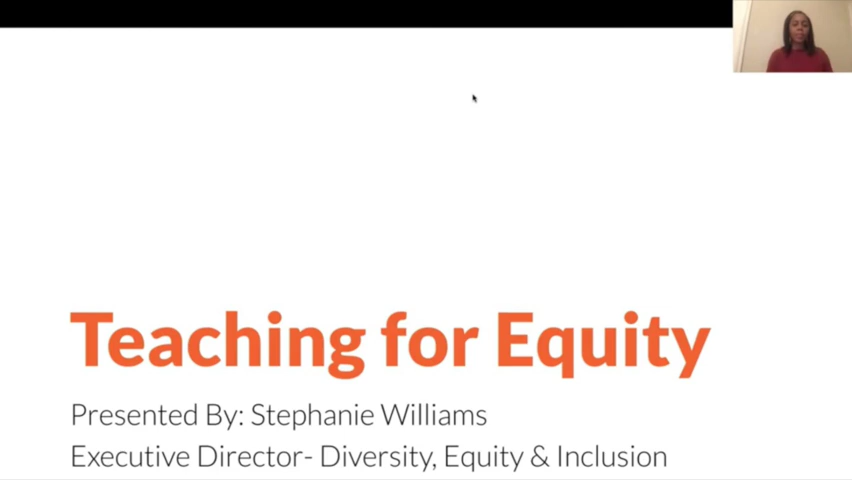 Teaching for Equity
Presented By: Stephanie Williams
Executive Director- Diversity, Equity & Inclusion